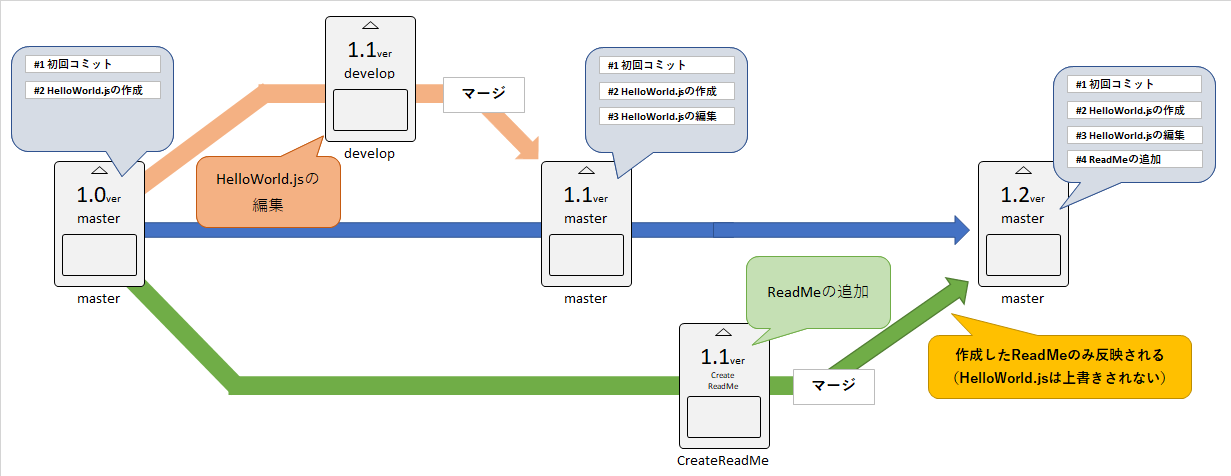 #1 初回コミット
#2 HelloWorld.jsの作成
1.0ver
master
master
1.1ver
develop
develop
HelloWorld.jsの
編集
マージ
#1 初回コミット
#2 HelloWorld.jsの作成
#3 HelloWorld.jsの編集
1.1ver
master
master
ReadMeの追加
1.1ver
Create
ReadMe
CreateReadMe
マージ
#1 初回コミット
#2 HelloWorld.jsの作成
#3 HelloWorld.jsの編集
#4 ReadMeの追加
1.2ver
master
master
作成したReadMeのみ反映される
（HelloWorld.jsは上書きされない）